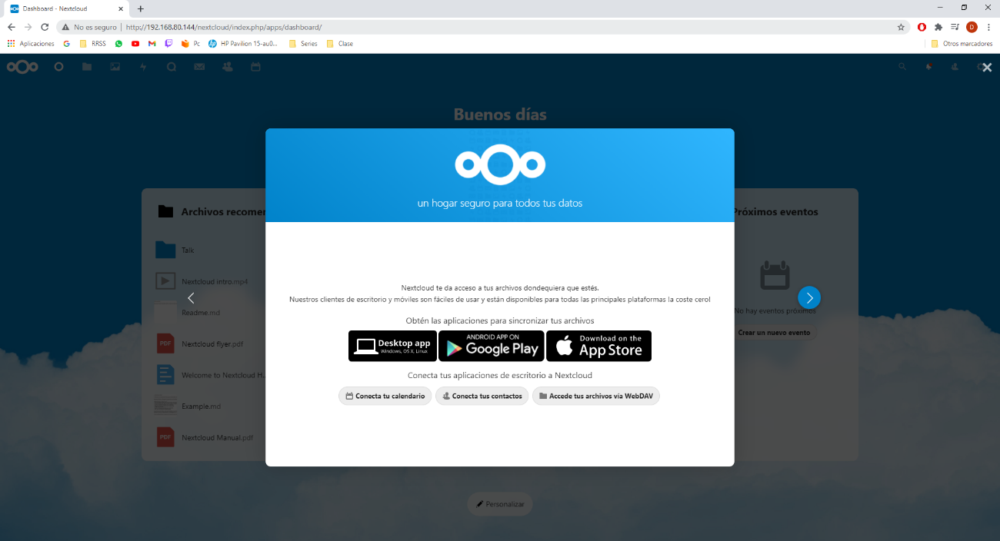 Dashboard - Nextcloud
No es seguro | http://192.168.80.144/nextcloud/index.php/apps/dashboard/
D
Aplicaciones RRSS Pc HP Pavilion 15-au0... Series Clase Otros marcadores
Buenos días
un hogar seguro para todos tus datos
Archivos recomen
Talk
Nextcloud intro.mp4
Readme.md
PDF Nextcloud flyer.pdf
Welcome to Nextcloud H...
Example.md
PDF Nextcloud Manual.pdf
Nextcloud te da acceso a tus archivos dondequiera que estés.
Nuestros clientes de escritorio y móviles son fáciles de usar y están disponibles para todas las principales plataformas la coste cero!
Obtén las aplicaciones para sincronizar tus archivos
Desktop app
Windows, OS X, Linux
ANDROID APP ON
Google Play
Download on the
App Store
Conecta tus aplicaciones de escritorio a Nextcloud
Conecta tu calendario
Conecta tus contactos
Accede tus archivos vía WebDAV
Próximos eventos
No hay eventos próximos
Crear un nuevo evento
Personalizar